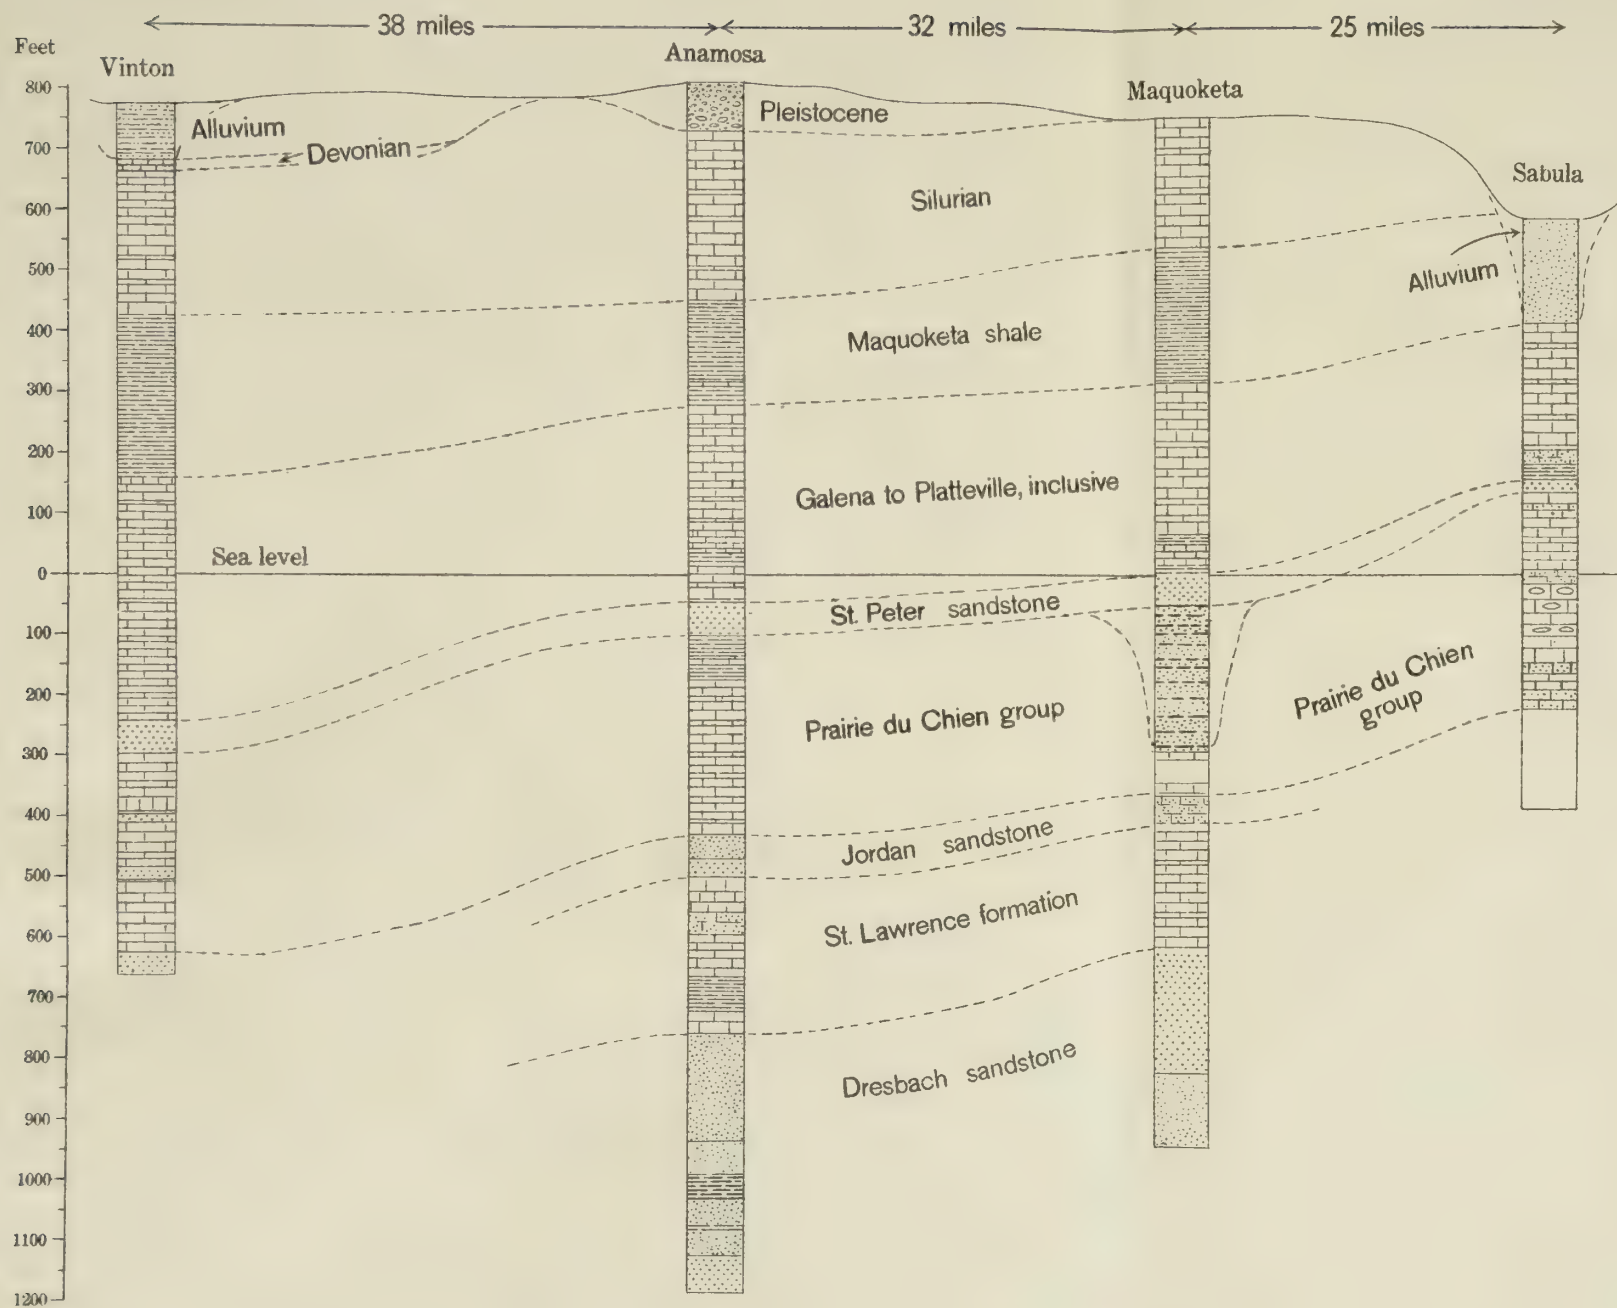 38 miles
32 miles
25 miles
Feet
Vinton
Anamosa
Maquoketa
Sabula
800
700
600
500
400
300
200
100
0
100
200
300
400
500
600
700
800
900
1000
1100
1200
Alluvium
Devonian
Pleistocene
Silurian
Alluvium
Maquoketa shale
Galena to Platteville, inclusive
Sea level
St. Peter sandstone
Prairie du Chien group
Prairie du Chien
group
Jordan sandstone
St. Lawrence formation
Dresbach sandstone